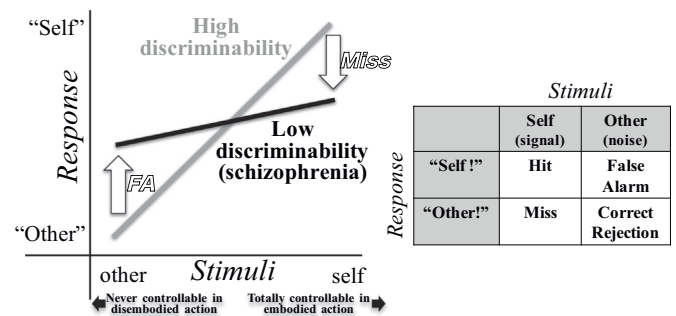 “Self”
High
discriminability
Miss
Response
Low
discriminability
(schizophrenia)
FA
“Other”
other
Stimuli
self
Never controllable in
disembodied action
Totally controllable in
embodied action
Stimuli
Self
(signal)
Other
(noise)
Response
“Self !”
Hit
False
Alarm
“Other!”
Miss
Correct
Rejection